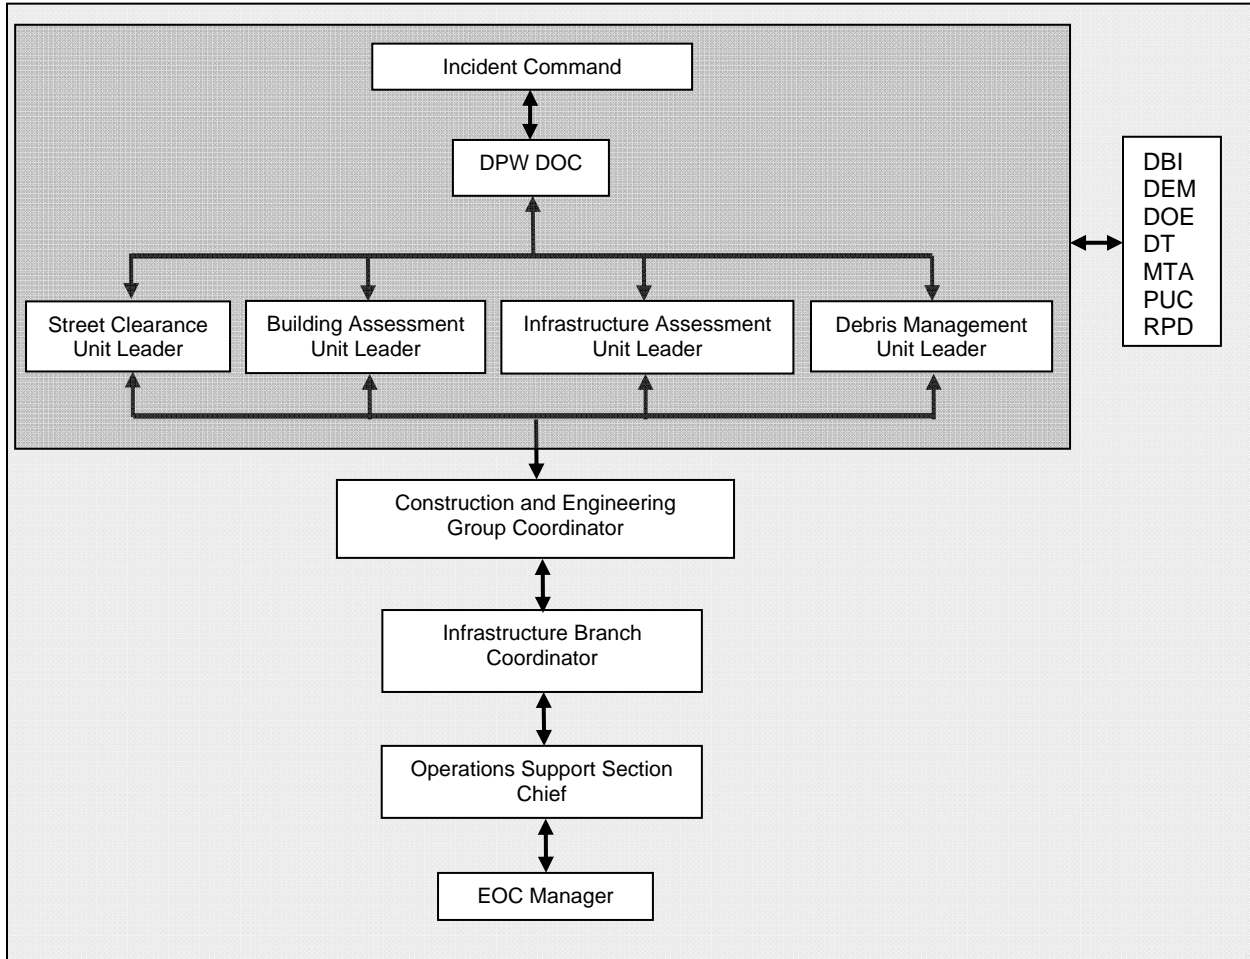 Incident Command
DPW DOC
DBI
DEM
DOE
DT
MTA
PUC
RPD
Street Clearance
Unit Leader
Building Assessment
Unit Leader
Infrastructure Assessment
Unit Leader
Debris Management
Unit Leader
Construction and Engineering
Group Coordinator
Infrastructure Branch
Coordinator
Operations Support Section
Chief
EOC Manager